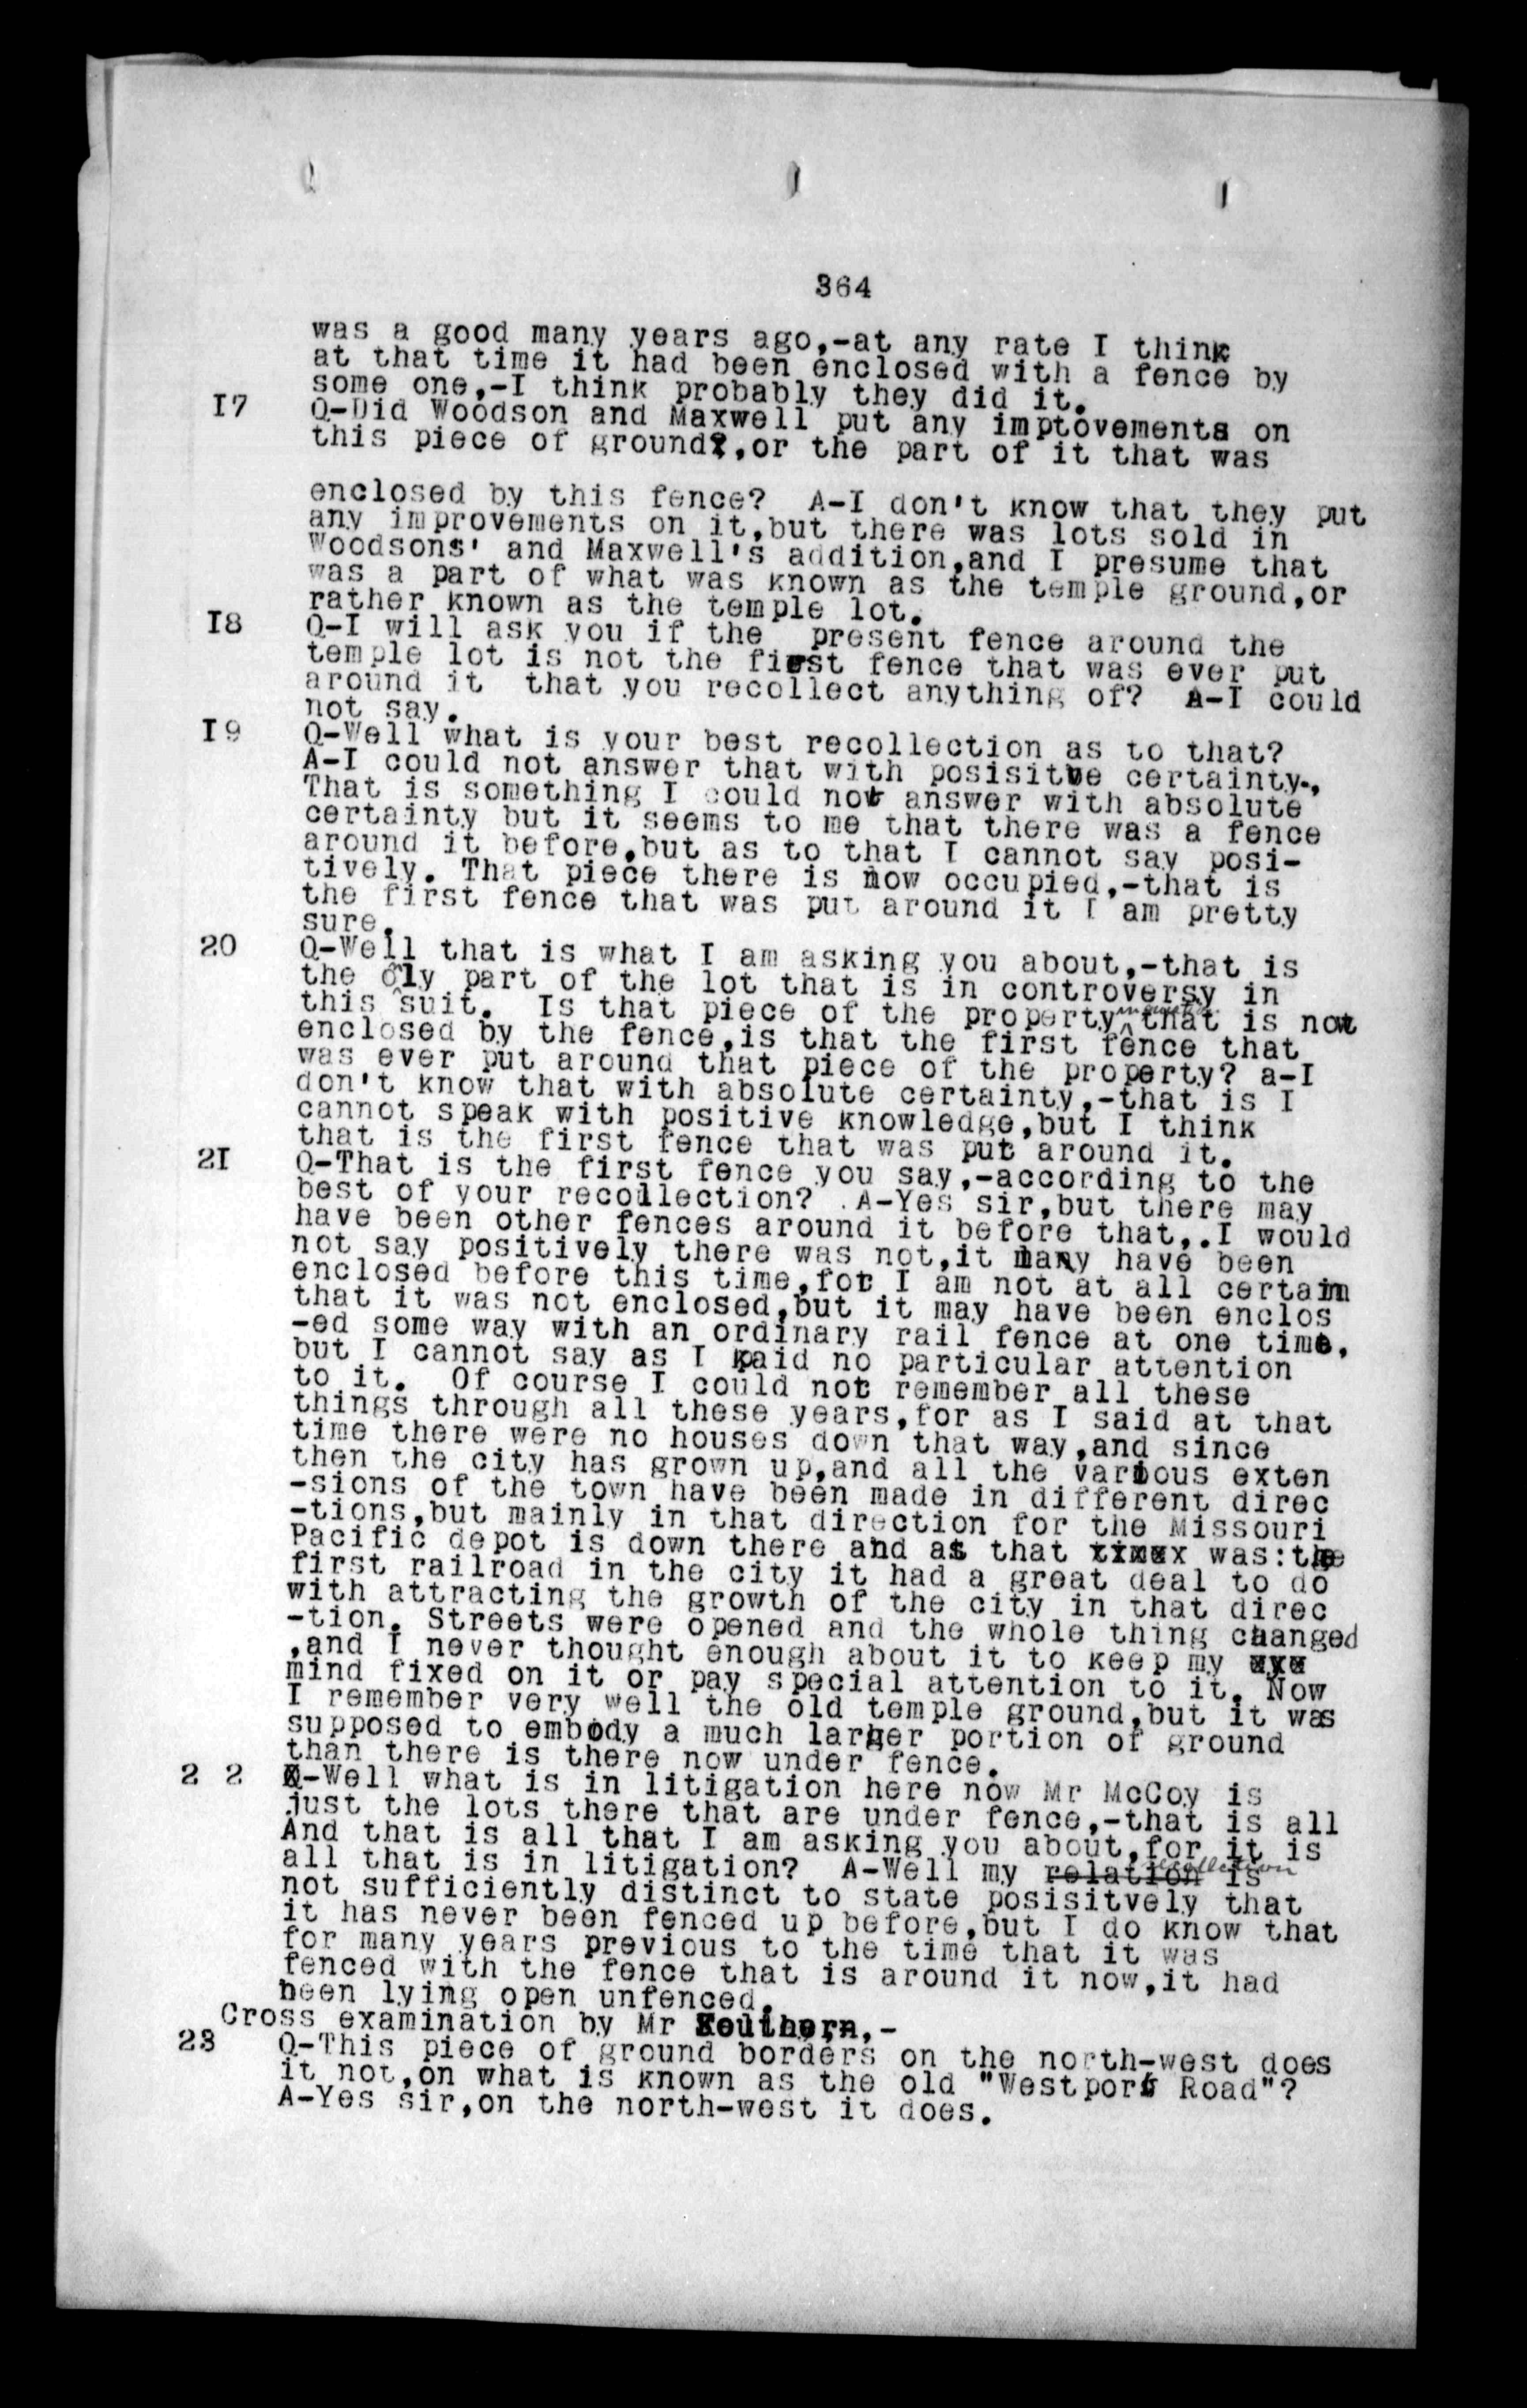 364
was a good many years ago,-at any rate I think
at that time it had been enclosed with a fence by
some one,-I think probably they did it.
I7 Q-Did Woodson and Maxwell put any imptovements on
this piece of ground?,or the part of it that was
enclosed by this fence? A-I don't know that they put
any improvements on it,but there was lots sold in
Woodsons' and Maxwell's addition,and I presume that
was a part of what was known as the temple ground,or
rather known as the temple lot.
I8 Q-I will ask you if the present fence around the
temple lot is not the first fence that was ever put
around it that you recollect anything of? A-I could
not say.
I9 Q-Well what is your best recollection as to that?
A-I could not answer that with posisitve certainty.,
That is something I could not answer with absolute
certainty but it seems to me that there was a fence
around it before,but as to that I cannot say posi-
tively. That piece there is now occupied,-that is
the first fence that was put around it I am pretty
sure.
20 Q-Well that is what I am asking you about,-that is
the oly part of the lot that is in controversy in
this suit. Is that piece of the property that is now
enclosed by the fence,is that the first fence that
was ever put around that piece of the property? a-I
don't know that with absolute certainty,-that is I
cannot speak with positive knowledge,but I think
that is the first fence that was put around it.
2I Q-That is the first fence you say,-according to the
best of your recollection? .A-Yes sir,but there may
have been other fences around it before that,.I would
not say positively there was not,it many have been
enclosed before this time,for I am not at all certain
that it was not enclosed,but it may have been enclos
-ed some way with an ordinary rail fence at one time,
but I cannot say as I paid no particular attention
to it. Of course I could not remember all these
things through all these years,for as I said at that
time there were no houses down that way,and since
then the city has grown up,and all the various exten
-sions of the town have been made in different direc
-tions,but mainly in that direction for the Missouri
Pacific depot is down there and as that timex was:the
first railroad in the city it had a great deal to do
with attracting the growth of the city in that direc
-tion. Streets were opened and the whole thing changed
,and I never thought enough about it to keep my xyx
mind fixed on it or pay special attention to it. Now
I remember very well the old temple ground,but it was
supposed to embody a much larger portion of ground
than there is there now under fence.
2 2 Q-Well what is in litigation here now Mr McCoy is
just the lots there that are under fence,-that is all
And that is all that I am asking you about,for it is
all that is in litigation? A-Well my relation recollection is
not sufficiently distinct to state posisitvely that
it has never been fenced up before,but I do know that
for many years previous to the time that it was
fenced with the fence that is around it now,it had
been lying open unfenced.
Cross examination by Mr Southern,-
23 Q-This piece of ground borders on the north-west does
it not,on what is known as the old "Westport Road"?
A-Yes sir,on the north-west it does.